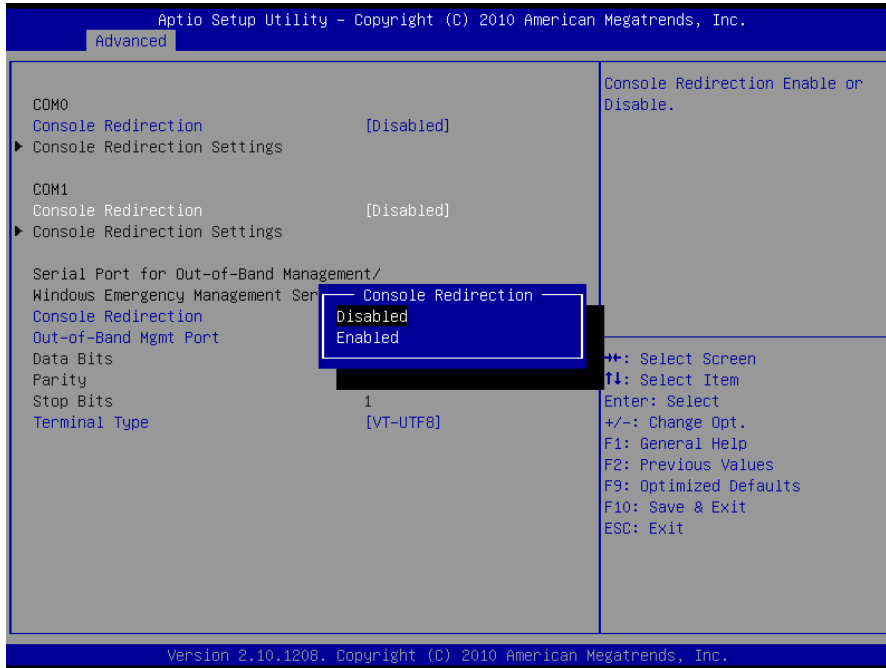 Aptio Setup Utility – Copyright (C) 2010 American Megatrends, Inc.
Advanced
COM0
Console Redirection [Disabled]
Console Redirection Settings
COM1
Console Redirection [Disabled]
Console Redirection Settings
Serial Port for Out-of-Band Management/
Windows Emergency Management Ser
Console Redirection
Out-of-Band Mgmt Port
Data Bits
Parity
Stop Bits 1
Terminal Type [VT-UTF8]
Console Redirection
Disabled
Enabled
Console Redirection Enable or
Disable.
→←: Select Screen
↑↓: Select Item
Enter: Select
+/-: Change Opt.
F1: General Help
F2: Previous Values
F9: Optimized Defaults
F10: Save & Exit
ESC: Exit
Version 2.10.1208. Copyright (C) 2010 American Megatrends, Inc.